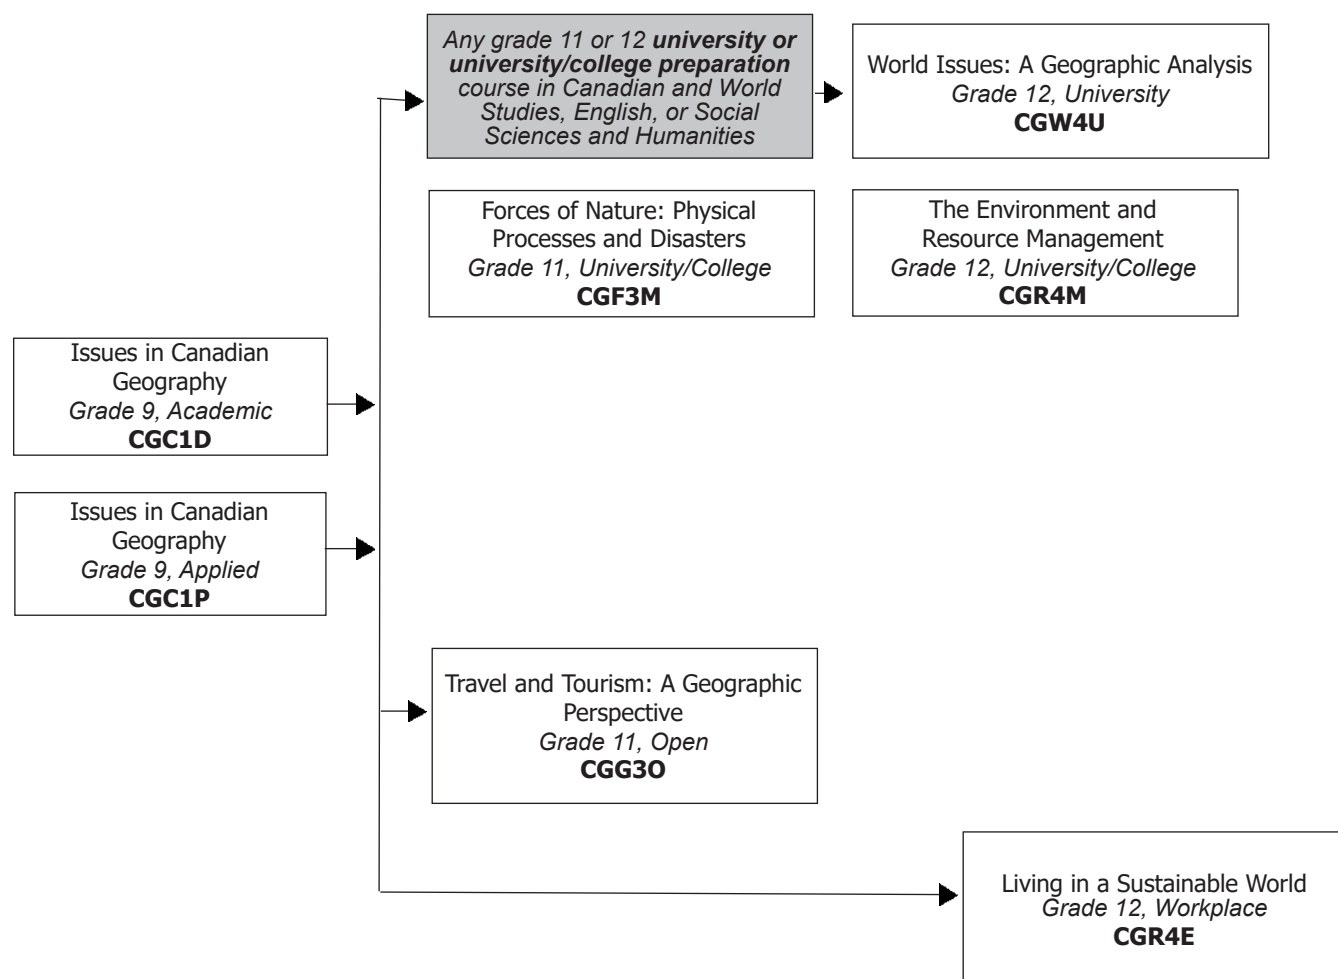 Any grade 11 or 12 university or
university/college preparation
course in Canadian and World
Studies, English, or Social
Sciences and Humanities
World Issues: A Geographic Analysis
Grade 12, University
CGW4U
Forces of Nature: Physical
Processes and Disasters
Grade 11, University/College
CGF3M
The Environment and
Resource Management
Grade 12, University/College
CGR4M
Issues in Canadian
Geography
Grade 9, Academic
CGC1D
Issues in Canadian
Geography
Grade 9, Applied
CGC1P
Travel and Tourism: A Geographic
Perspective
Grade 11, Open
CGG3O
Living in a Sustainable World
Grade 12, Workplace
CGR4E